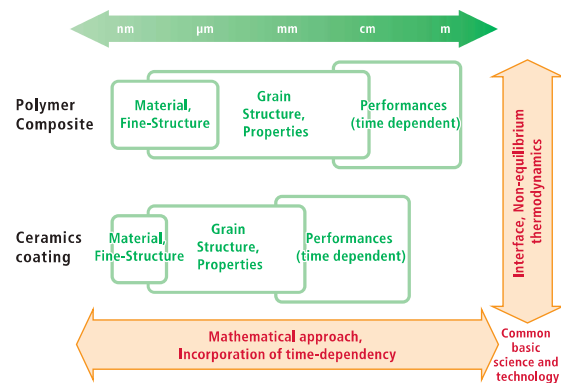 nm μm mm cm m
Polymer
Composite
Material,
Fine-Structure
Grain
Structure,
Properties
Performances
(time dependent)
Ceramics
coating
Material,
Fine-Structure
Grain
Structure,
Properties
Performances
(time dependent)
Interface, Non-equilibrium
thermodynamics
Mathematical approach,
Incorporation of time-dependency
Common
basic
science and
technology